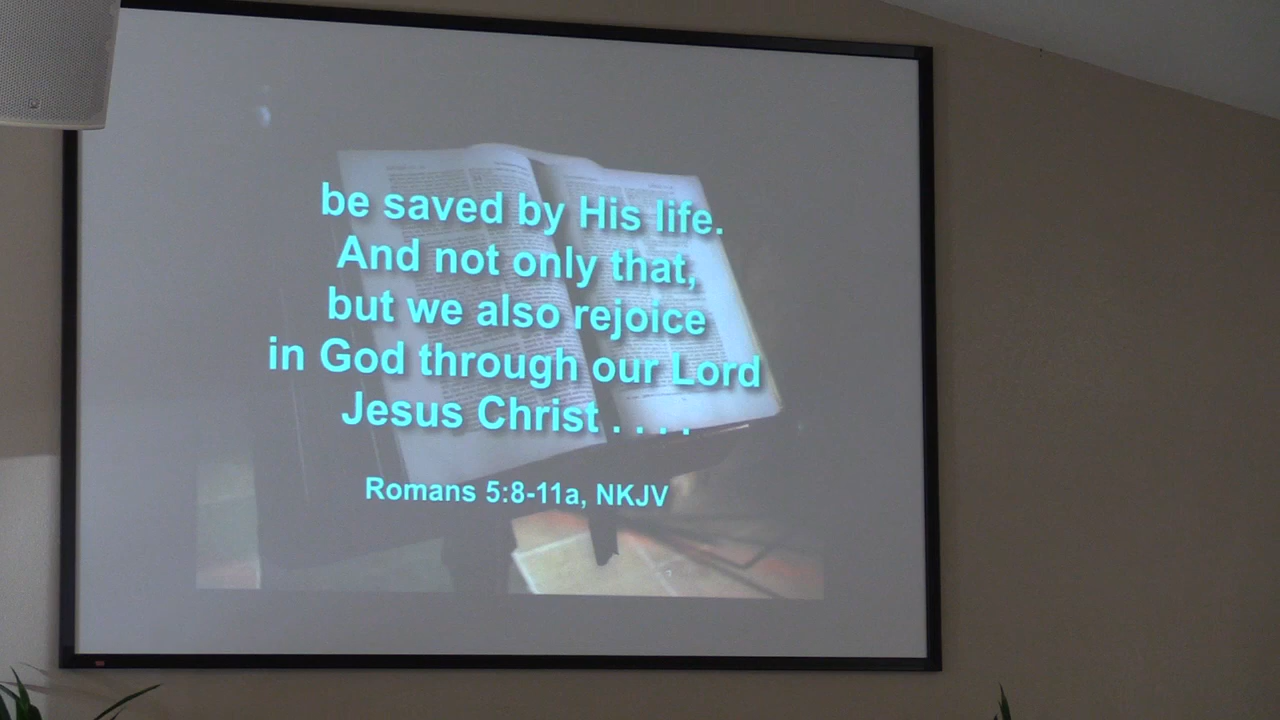 be saved by His life.
And not only that,
but we also rejoice
in God through our Lord
Jesus Christ . . . .
Romans 5:8-11a, NKJV